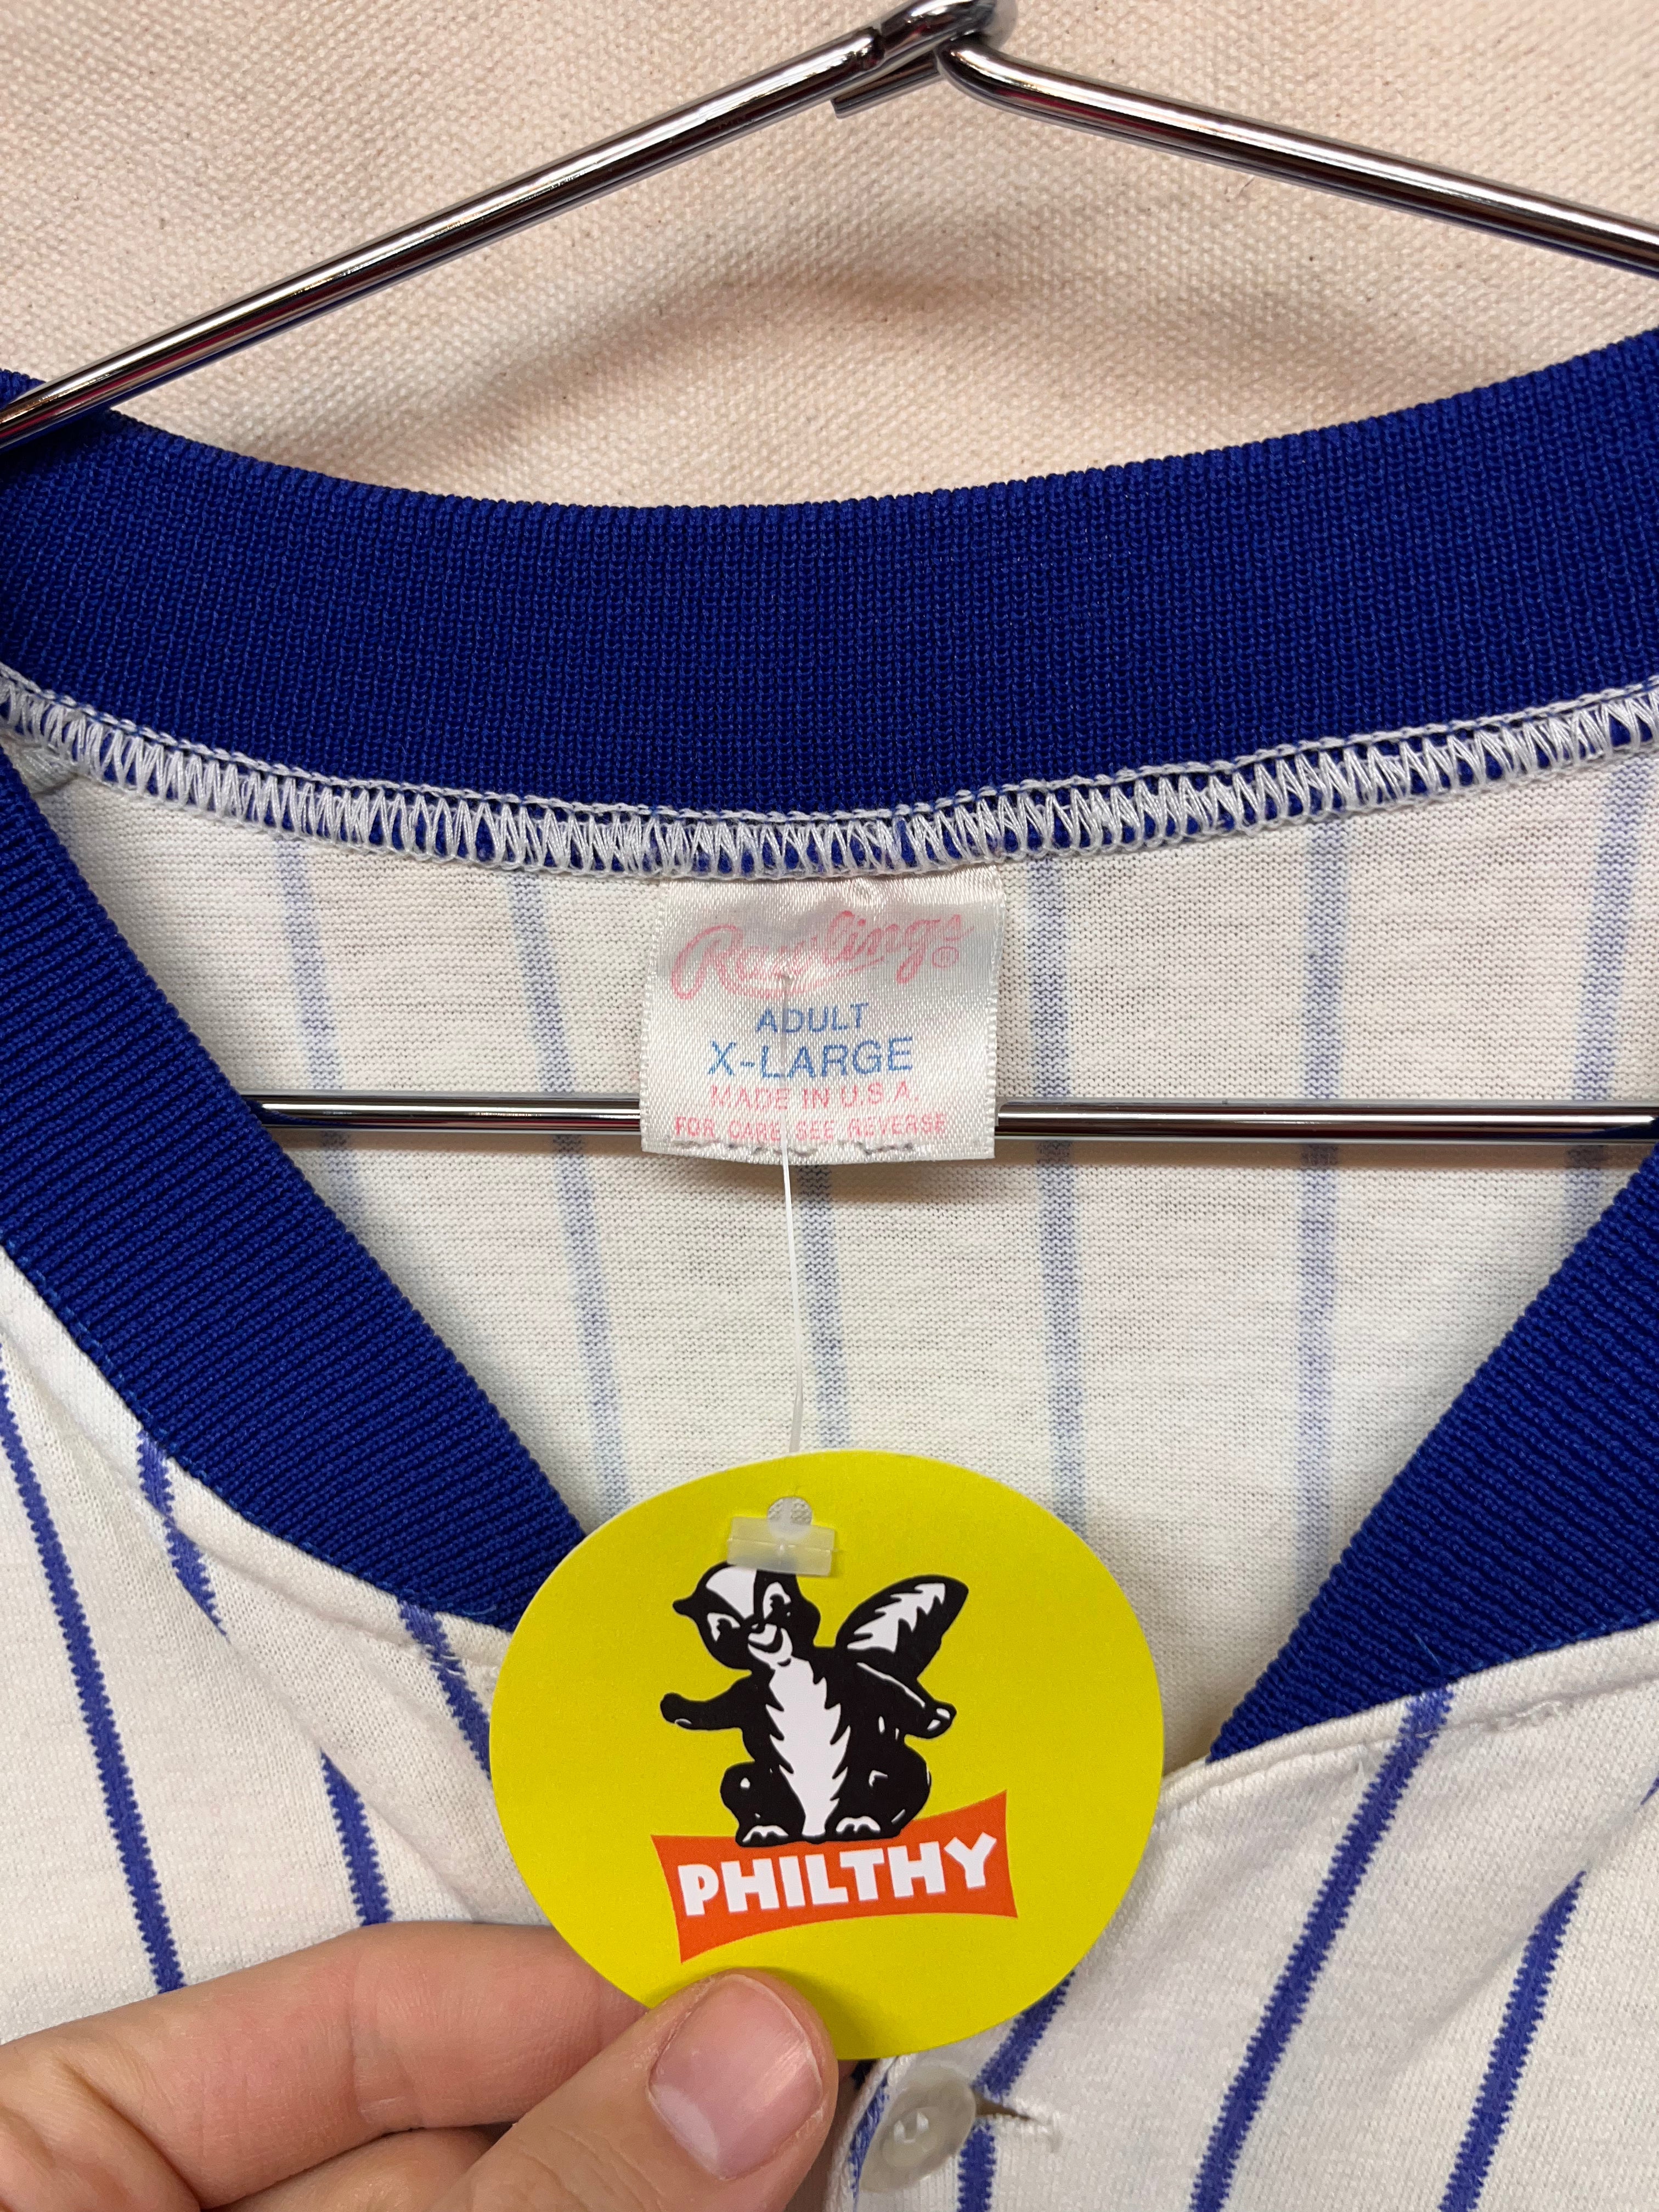 Rawlings®
ADULT
X-LARGE
MADE IN U.S.A.
FOR CARE SEE REVERSE
PHILTHY